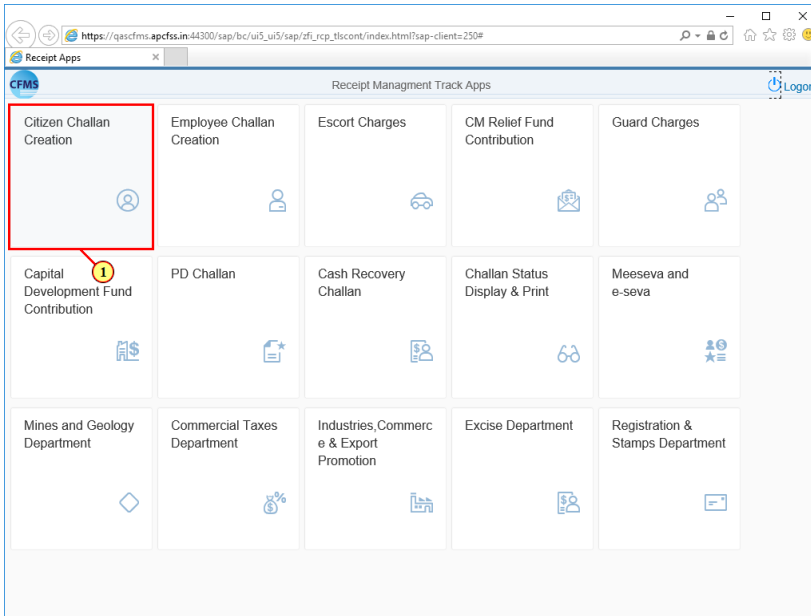 https://qascfms.apcfss.in:44300/sap/bc/ui5_ui5/sap/zfi_rcp_tlscont/index.html?sap-client=250#
Receipt Apps
CFMS
Receipt Managment Track Apps
Logon
Citizen Challan
Creation
Employee Challan
Creation
Escort Charges
CM Relief Fund
Contribution
Guard Charges
1
Capital
Development Fund
Contribution
PD Challan
Cash Recovery
Challan
Challan Status
Display & Print
Meeseva and
e-seva
Mines and Geology
Department
Commercial Taxes
Department
Industries,Commerc
e & Export
Promotion
Excise Department
Registration &
Stamps Department